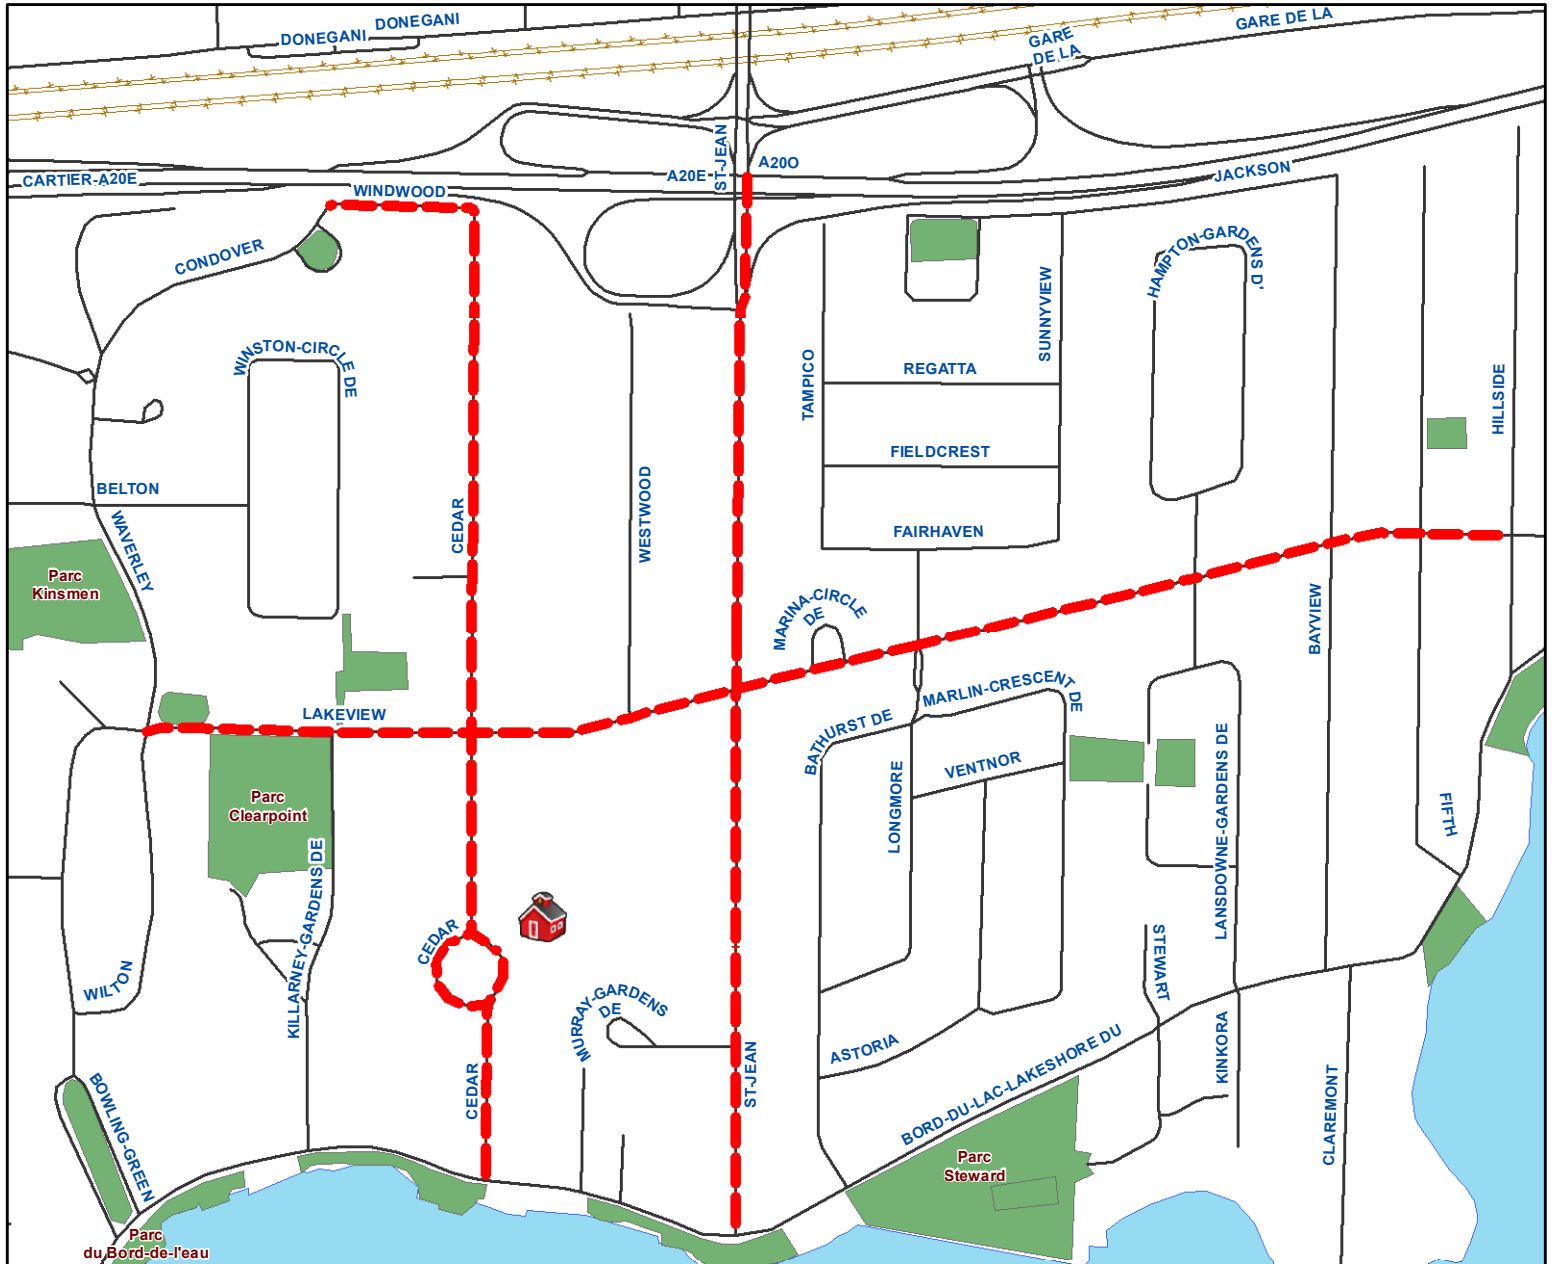 DONEGANI
DONEGANI
GARE DE LA
GARE
DE LA
ST-JEAN
A20O
A20E
CARTIER-A20E
WINDWOOD
JACKSON
CONDOVER
HAMPTON-GARDENS D'
SUNNYVIEW
WINSTON-CIRCLE DE
TAMPICO
REGATTA
HILLSIDE
FIELDCREST
BELTON
CEDAR
WESTWOOD
FAIRHAVEN
WAVERLEY
Parc
Kinsmen
MARINA-CIRCLE
DE
BAYVIEW
LAKEVIEW
MARLIN-CRESCENT DE
BATHURST DE
VENTNOR
LONGMORE
LANSDOWNE-GARDENS DE
FIFTH
Parc
Clearpoint
KILLARNEY-GARDENS DE
CEDAR
STEWART
WILTON
MURRAY-GARDENS
DE
ASTORIA
BORD-DU-LAC-LAKESHORE DU
KINKORA
CEDAR
ST-JEAN
CLAREMONT
BOWLING-GREEN
Parc
Steward
Parc
du Bord-de-l'eau